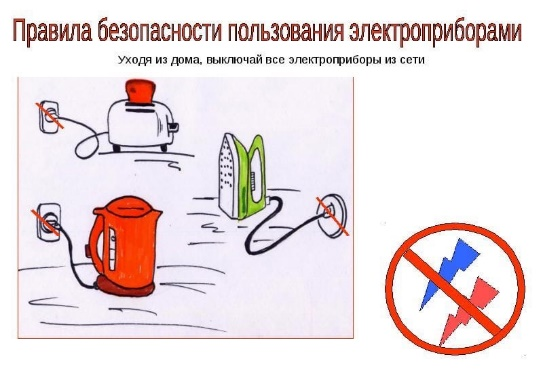 Правила безопасности пользования электроприборами
Уходя из дома, выключай все электроприборы из сети